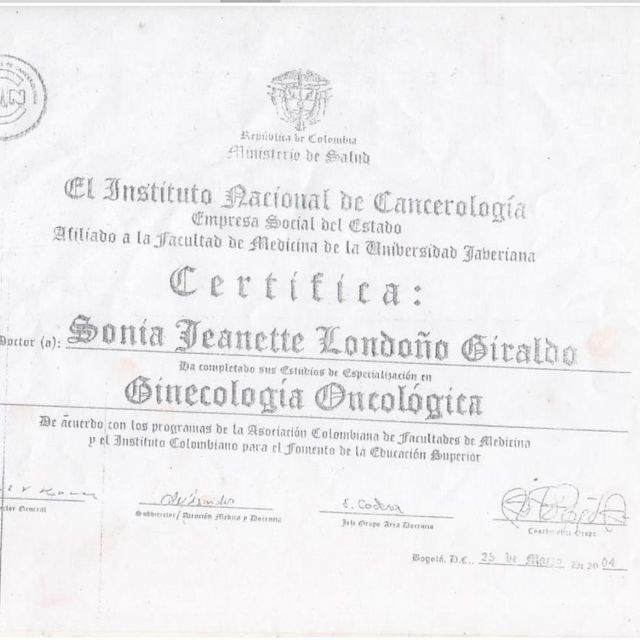 República de Colombia
Ministerio de Salud
El Instituto Nacional de Cancerología
Empresa Social del Estado
Afiliado a la Facultad de Medicina de la Universidad Javeriana
Certifica:
Doctor (a): Sonia Jeanette Londoño Giraldo
Ha completado sus Estudios de Especialización en
Ginecología Oncológica
De acuerdo con los programas de la Asociación Colombiana de Facultades de Medicina
y el Instituto Colombiano para el Fomento de la Educación Superior
General
Subdirector/ Atención Médica y Docencia
Jefe Grupo Area Docencia
Coordinador Grupo
Bogotá, D.C., 25 de Marzo de 2004